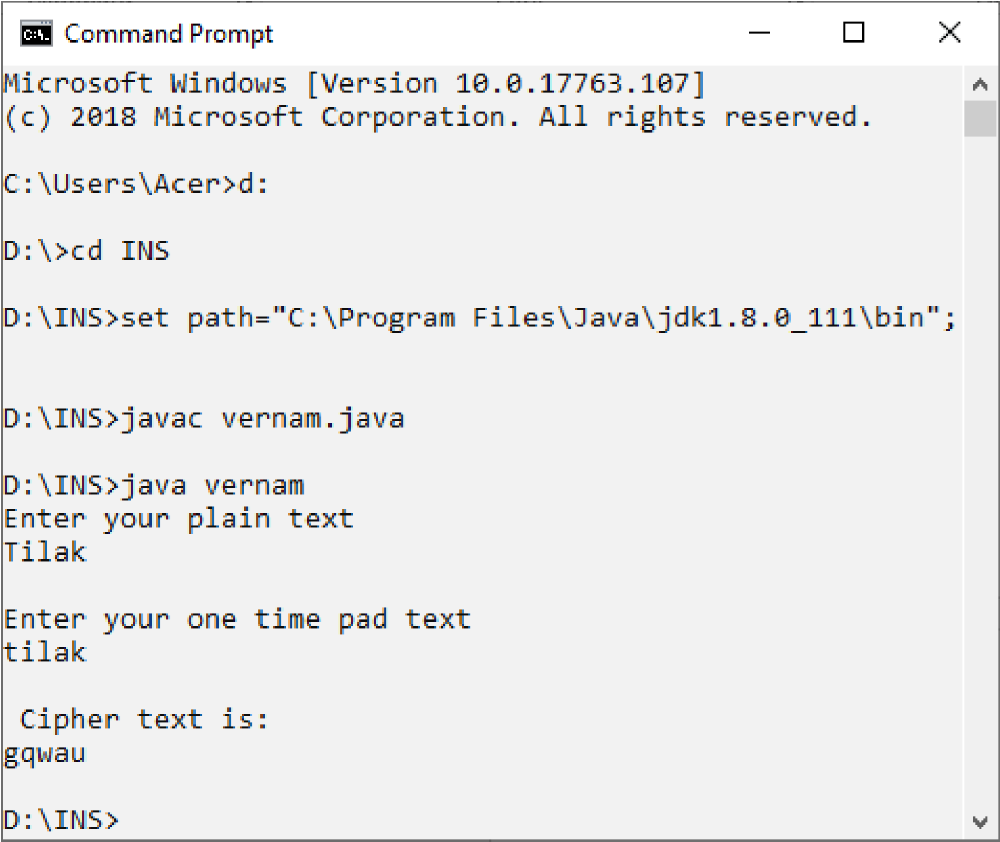 C:\.
Command Prompt
Microsoft Windows [Version 10.0.17763.107]
(c) 2018 Microsoft Corporation. All rights reserved.
C:\Users\Acer>d:
D:\>cd INS
D:\INS>set path="C:\Program Files\Java\jdk1.8.0_111\bin";
D:\INS>javac vernam.java
D:\INS>java vernam
Enter your plain text
Tilak
Enter your one time pad text
tilak
Cipher text is:
gqwau
D:\INS>